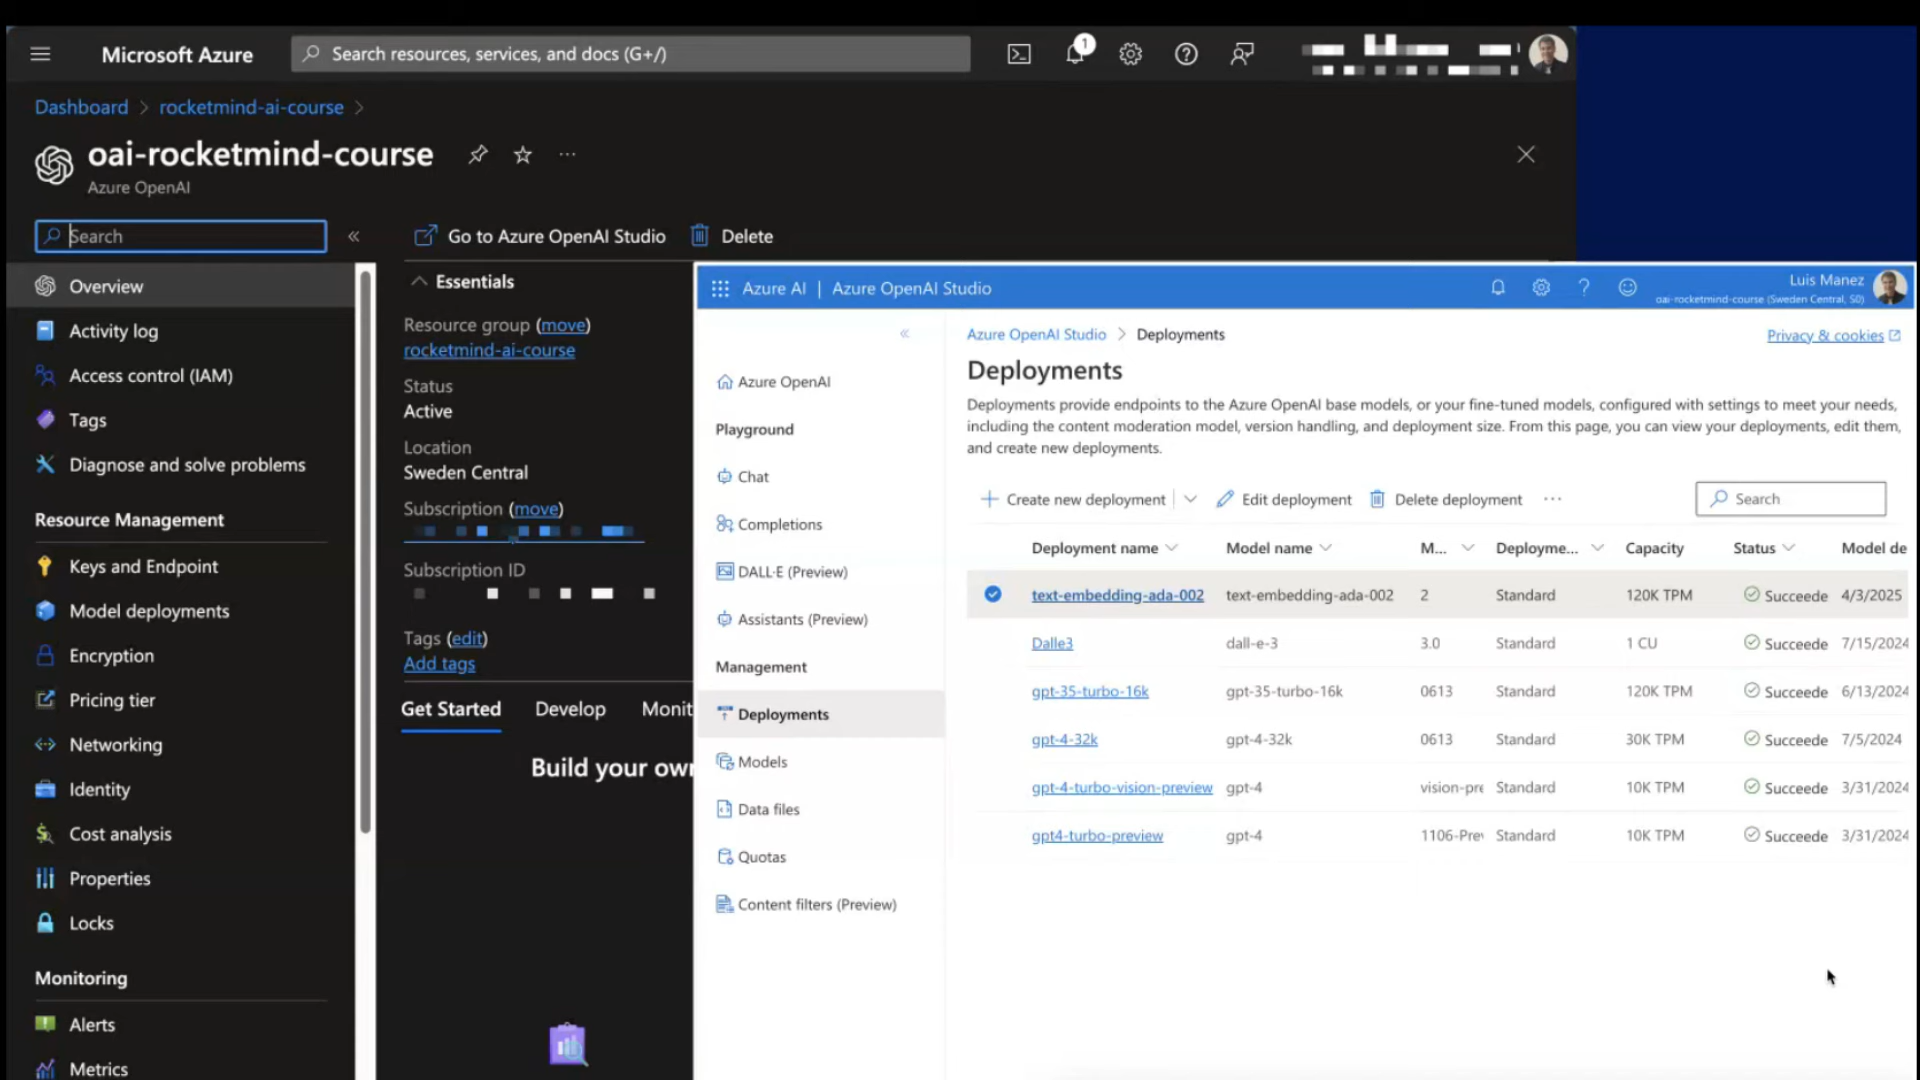 Microsoft Azure
Search resources, services, and docs (G+/)
1
Dashboard > rocketmind-ai-course >
oai-rocketmind-course
Azure OpenAI
Search
«
Go to Azure OpenAI Studio
Delete
Overview
Activity log
Access control (IAM)
Tags
Diagnose and solve problems
Resource Management
Keys and Endpoint
Model deployments
Encryption
Pricing tier
Networking
Identity
Cost analysis
Properties
Locks
Monitoring
Alerts
Metrics
Essentials
Resource group (move)
rocketmind-ai-course
Status
Active
Location
Sweden Central
Subscription (move)
Subscription ID
Tags (edit)
Add tags
Get Started Develop Monit
Build your own
Azure AI | Azure OpenAI Studio
Luis Manez
oai-rocketmind-course (Sweden Central, S0)
«
Azure OpenAI
Playground
Chat
Completions
DALL·E (Preview)
Assistants (Preview)
Management
Deployments
Models
Data files
Quotas
Content filters (Preview)
Azure OpenAI Studio > Deployments
Privacy & cookies
Deployments
Deployments provide endpoints to the Azure OpenAI base models, or your fine-tuned models, configured with settings to meet your needs,
including the content moderation model, version handling, and deployment size. From this page, you can view your deployments, edit them,
and create new deployments.
Create new deployment Edit deployment Delete deployment ··· Search
Deployment name Model name M... Deployme... Capacity Status Model de
text-embedding-ada-002 text-embedding-ada-002 2 Standard 120K TPM Succeede 4/3/2025
Dalle3 dall-e-3 3.0 Standard 1 CU Succeede 7/15/2024
gpt-35-turbo-16k gpt-35-turbo-16k 0613 Standard 120K TPM Succeede 6/13/2024
gpt-4-32k gpt-4-32k 0613 Standard 30K TPM Succeede 7/5/2024
gpt-4-turbo-vision-preview gpt-4 vision-pre Standard 10K TPM Succeede 3/31/2024
gpt4-turbo-preview gpt-4 1106-Prev Standard 10K TPM Succeede 3/31/2024